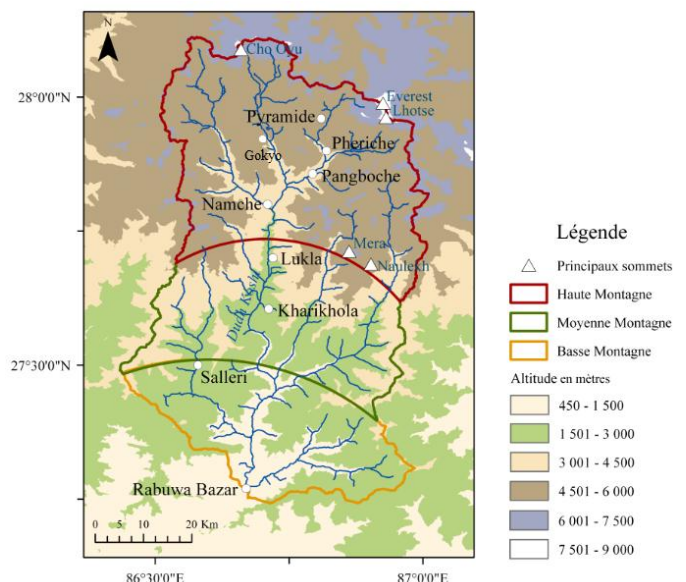 N
Cho Oyu
28°0'0"N
Everest
Lhotse
Pyramide
Gokyo
Pheriche
Pangboche
Namche
Mera
Naulekh
Lukla
Dudh Koshi
Kharikhola
27°30'0"N
Salleri
Rabuwa Bazar
0 10 20 Km
86°30'0"E
87°0'0"E
Légende
Principaux sommets
Haute Montagne
Moyenne Montagne
Basse Montagne
Altitude en mètres
450 - 1 500
1 501 - 3 000
3 001 - 4 500
4 501 - 6 000
6 001 - 7 500
7 501 - 9 000